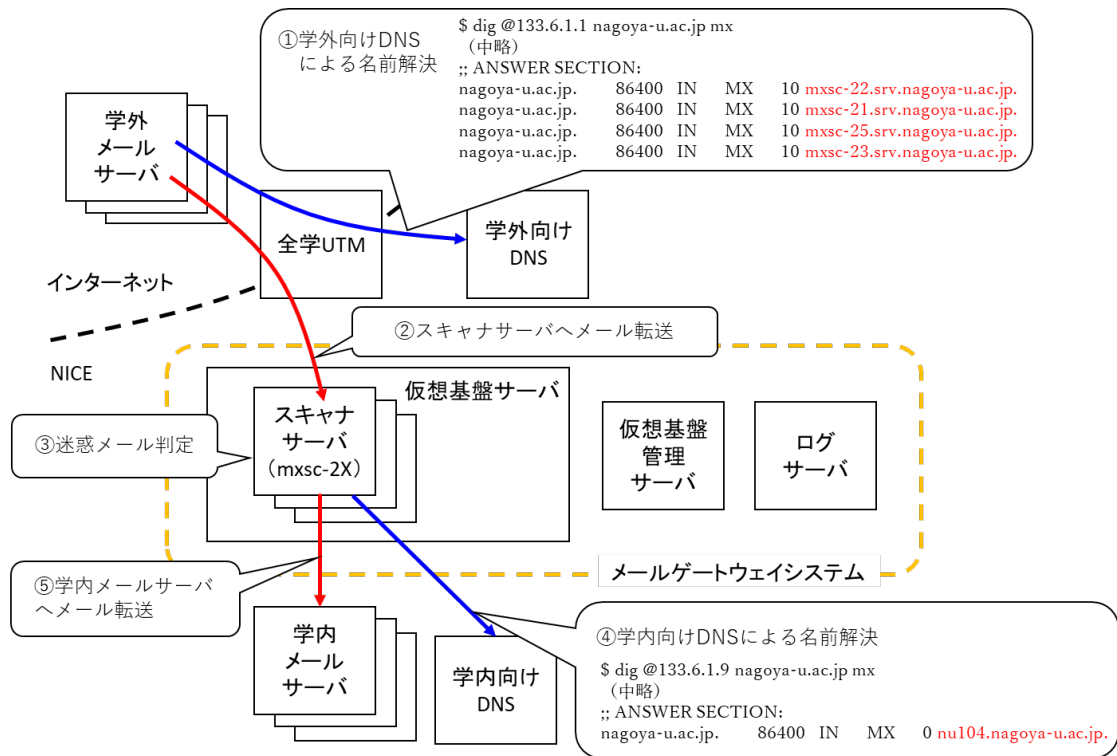 ①学外向けDNS
による名前解決
$ dig @133.6.1.1 nagoya-u.ac.jp mx
（中略）
;; ANSWER SECTION:
nagoya-u.ac.jp. 86400 IN MX 10 mxsc-22.srv.nagoya-u.ac.jp.
nagoya-u.ac.jp. 86400 IN MX 10 mxsc-21.srv.nagoya-u.ac.jp.
nagoya-u.ac.jp. 86400 IN MX 10 mxsc-25.srv.nagoya-u.ac.jp.
nagoya-u.ac.jp. 86400 IN MX 10 mxsc-23.srv.nagoya-u.ac.jp.
学外
メール
サーバ
全学UTM
学外向け
DNS
インターネット
②スキャナサーバへメール転送
NICE
仮想基盤サーバ
スキャナ
サーバ
（mxsc-2X）
③迷惑メール判定
仮想基盤
管理
サーバ
ログ
サーバ
メールゲートウェイシステム
⑤学内メールサーバ
へメール転送
学内
メール
サーバ
学内向け
DNS
④学内向けDNSによる名前解決
$ dig @133.6.1.9 nagoya-u.ac.jp mx
（中略）
;; ANSWER SECTION:
nagoya-u.ac.jp. 86400 IN MX 0 nu104.nagoya-u.ac.jp.